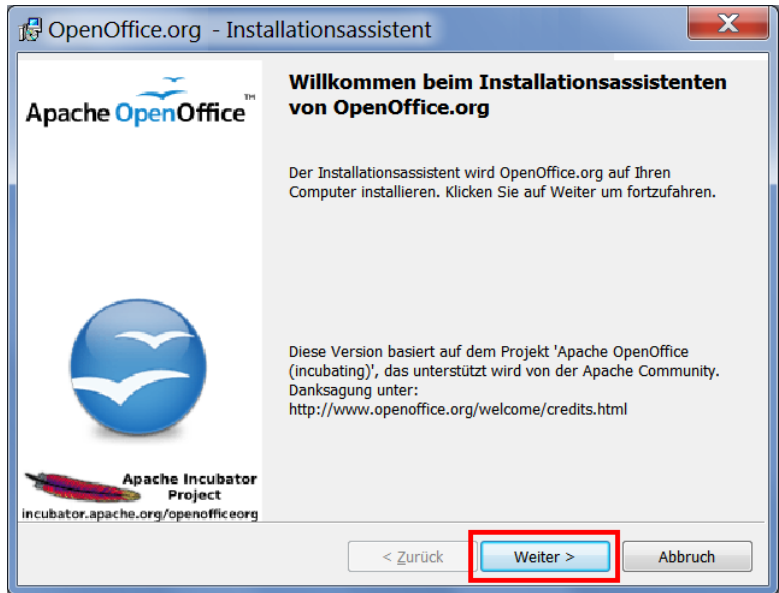 OpenOffice.org - Installationsassistent
X
Apache OpenOffice™
Willkommen beim Installationsassistenten
von OpenOffice.org
Der Installationsassistent wird OpenOffice.org auf Ihren
Computer installieren. Klicken Sie auf Weiter um fortzufahren.
Diese Version basiert auf dem Projekt 'Apache OpenOffice
(incubating)', das unterstützt wird von der Apache Community.
Danksagung unter:
http://www.openoffice.org/welcome/credits.html
Apache Incubator
Project
incubator.apache.org/openofficeorg
< Zurück
Weiter >
Abbruch